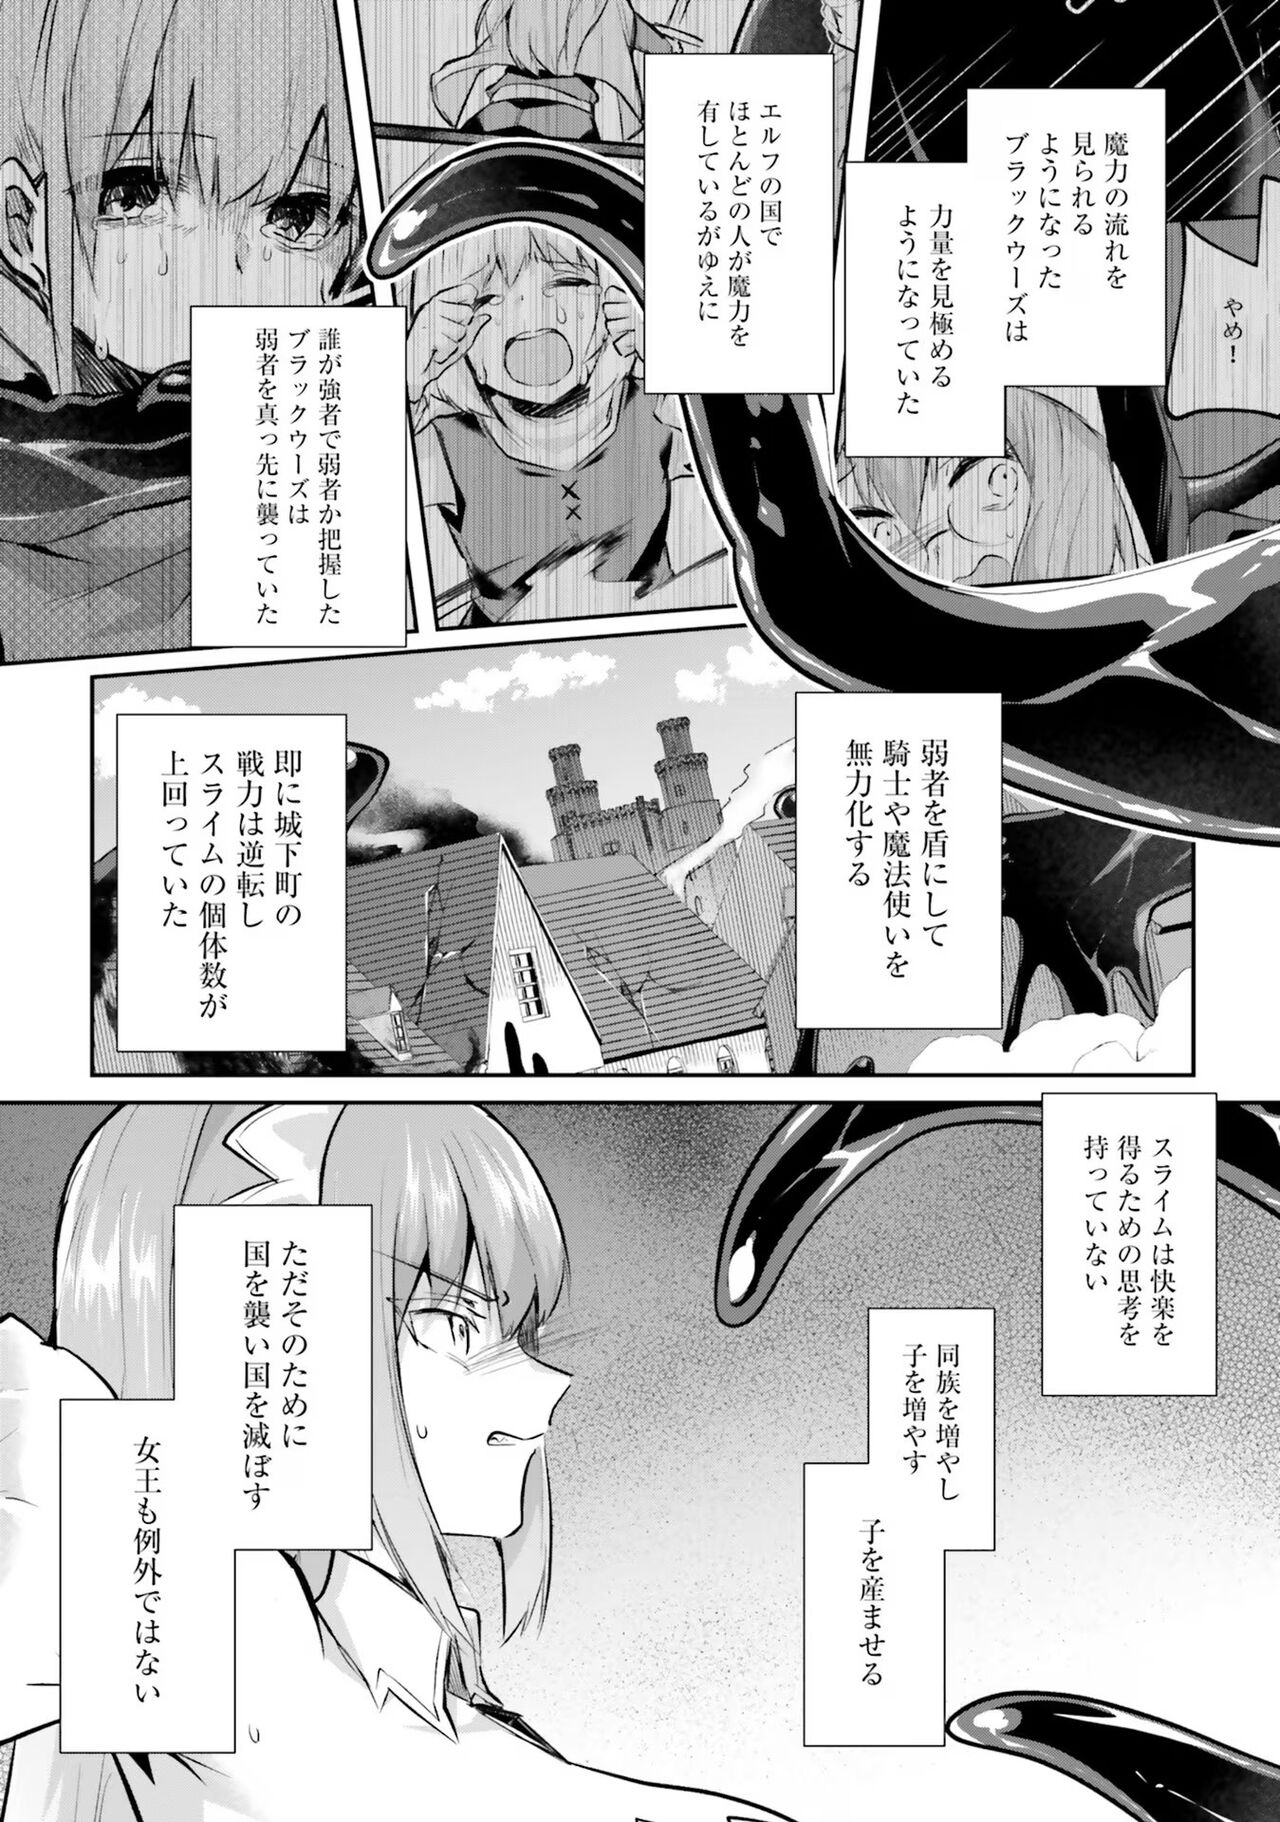 魔力の流れを
見られる
ようになった
ブラックウーズは
力量を見極める
ようになっていた
やめ！
エルフの国で
ほとんどの人が魔力を
有しているがゆえに
誰が強者で弱者か把握した
ブラックウーズは
弱者を真っ先に襲っていた
弱者を盾にして
騎士や魔法使いを
無力化する
即に城下町の
戦力は逆転し
スライムの個体数が
上回っていた
スライムは快楽を
得るための思考を
持っていない
同族を増やし
子を増やす
子を産ませる
ただそのために
国を襲い国を滅ぼす
女王も例外ではない